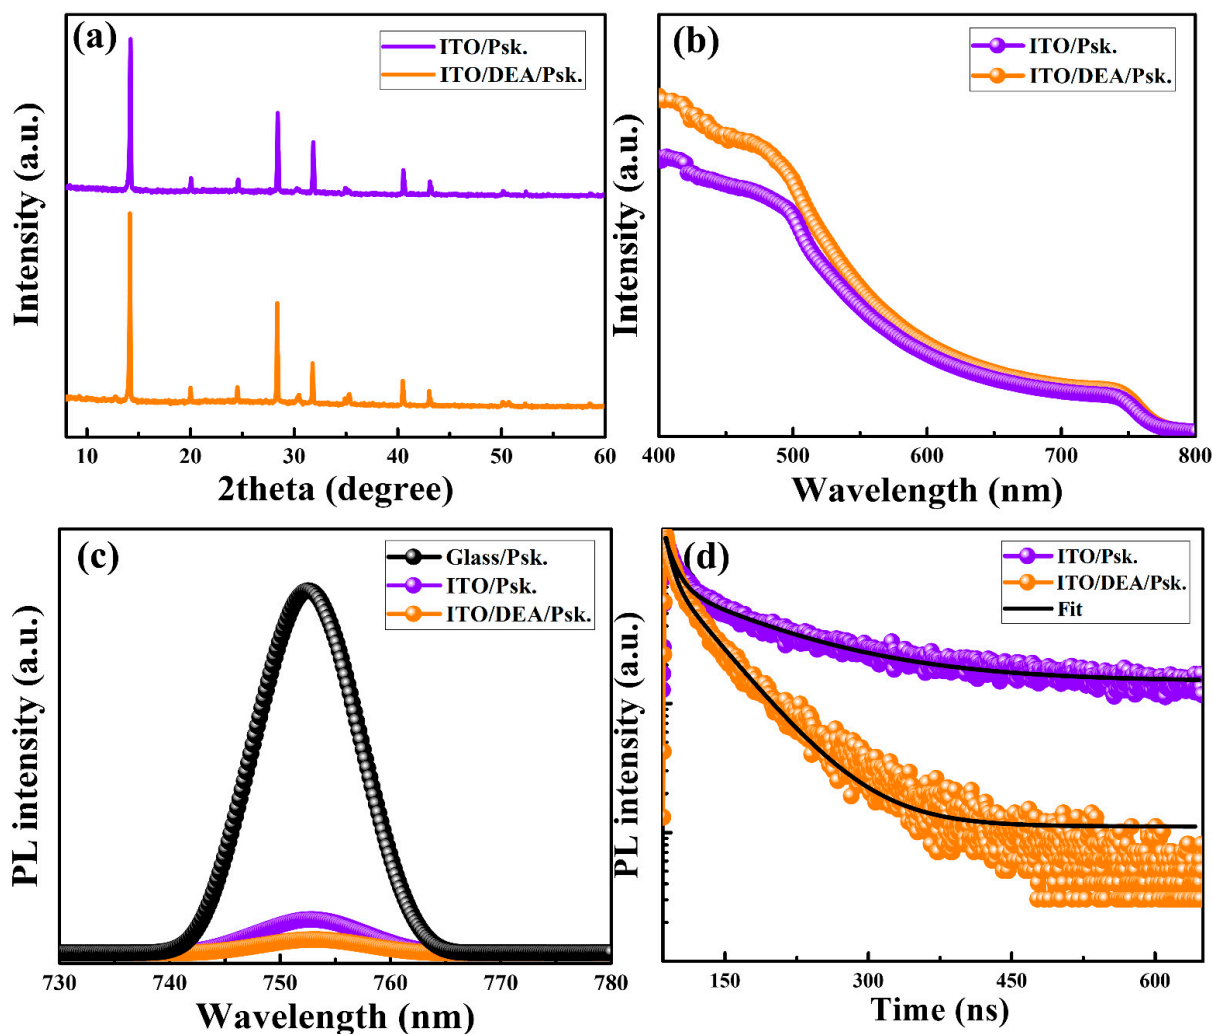 (a)
ITO/Psk.
ITO/DEA/Psk.
Intensity (a.u.)
10 20 30 40 50 60
2theta (degree)
(b)
ITO/Psk.
ITO/DEA/Psk.
Intensity (a.u.)
400 500 600 700 800
Wavelength (nm)
(c)
Glass/Psk.
ITO/Psk.
ITO/DEA/Psk.
PL intensity (a.u.)
730 740 750 760 770 780
Wavelength (nm)
(d)
ITO/Psk.
ITO/DEA/Psk.
Fit
PL intensity (a.u.)
150 300 450 600
Time (ns)